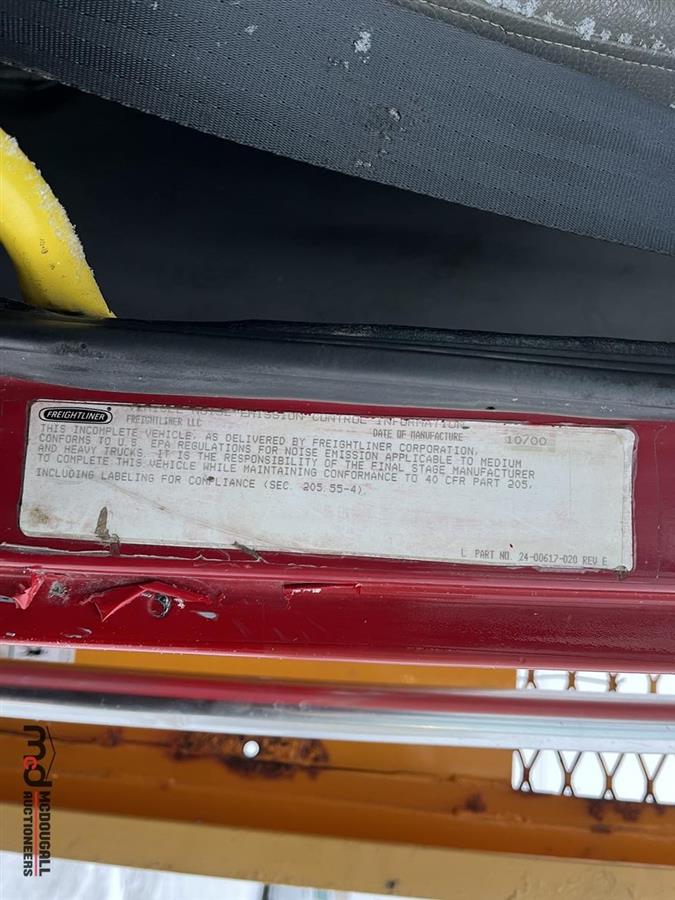 FREIGHTLINER
VEHICLE NOISE EMISSION CONTROL INFORMATION
FREIGHTLINER LLC
DATE OF MANUFACTURE 10/00
THIS INCOMPLETE VEHICLE, AS DELIVERED BY FREIGHTLINER CORPORATION,
CONFORMS TO U.S. EPA REGULATIONS FOR NOISE EMISSION APPLICABLE TO MEDIUM
AND HEAVY TRUCKS. IT IS THE RESPONSIBILITY OF THE FINAL STAGE MANUFACTURER
TO COMPLETE THIS VEHICLE WHILE MAINTAINING CONFORMANCE TO 40 CFR PART 205,
INCLUDING LABELING FOR COMPLIANCE (SEC. 205.55-4)
L PART NO. 24-00617-020 REV E
mcd
MCDOUGALL
AUCTIONEERS